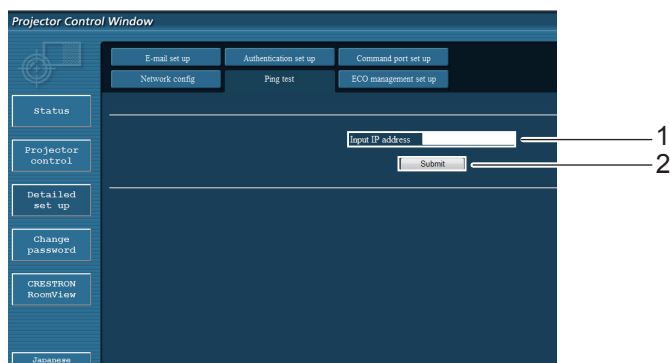 Projector Control Window
E-mail set up
Authentication set up
Command port set up
Network config
Ping test
ECO management set up
Status
Projector
control
Detailed
set up
Change
password
CRESTRON
RoomView
Japanese
Input IP address
1
Submit
2